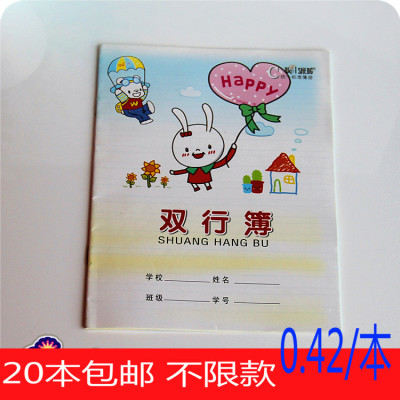 Happy
双行簿
SHUANG HANG BU
学校 姓名
班级 学号
0.42/本
20本包邮 不限款
W